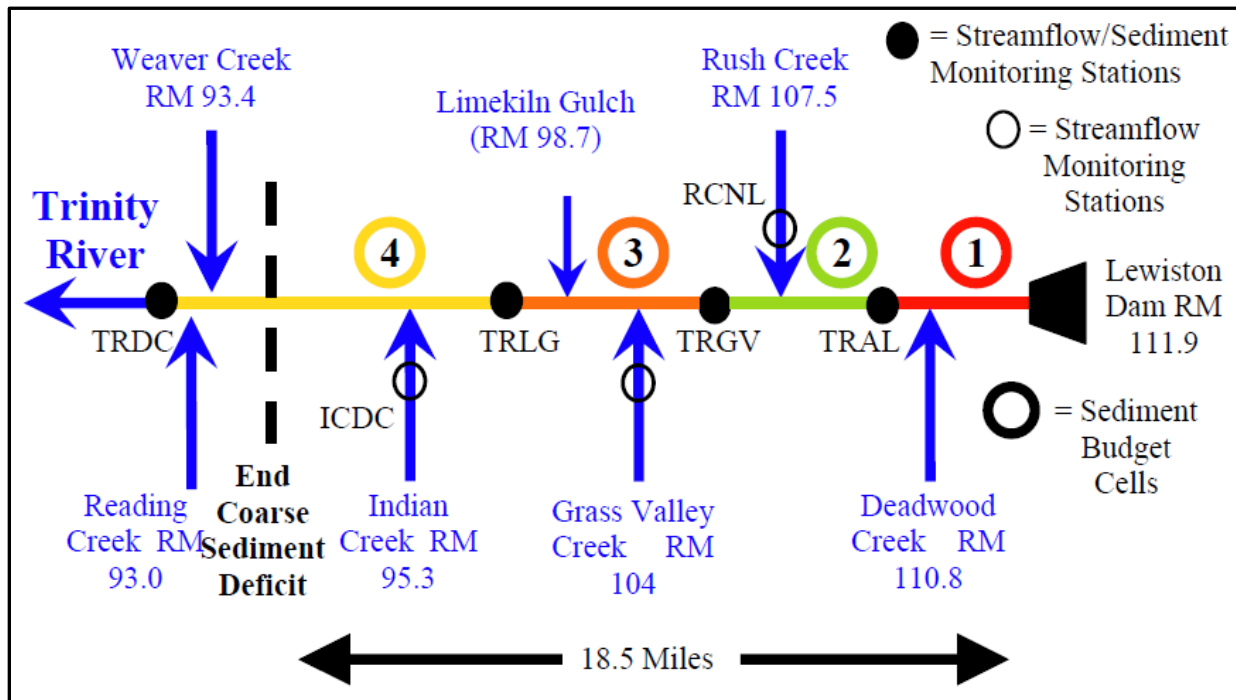 Weaver Creek
RM 93.4
Limekiln Gulch
(RM 98.7)
Rush Creek
RM 107.5
= Streamflow/Sediment
Monitoring Stations
= Streamflow
Monitoring
Stations
Trinity
River
RCNL
4
3
2
1
Lewiston
Dam RM
111.9
TRDC
TRLG
TRGV
TRAL
ICDC
= Sediment
Budget
Cells
Reading
Creek RM
93.0
End
Coarse
Sediment
Deficit
Indian
Creek RM
95.3
Grass Valley
Creek RM
104
Deadwood
Creek RM
110.8
18.5 Miles